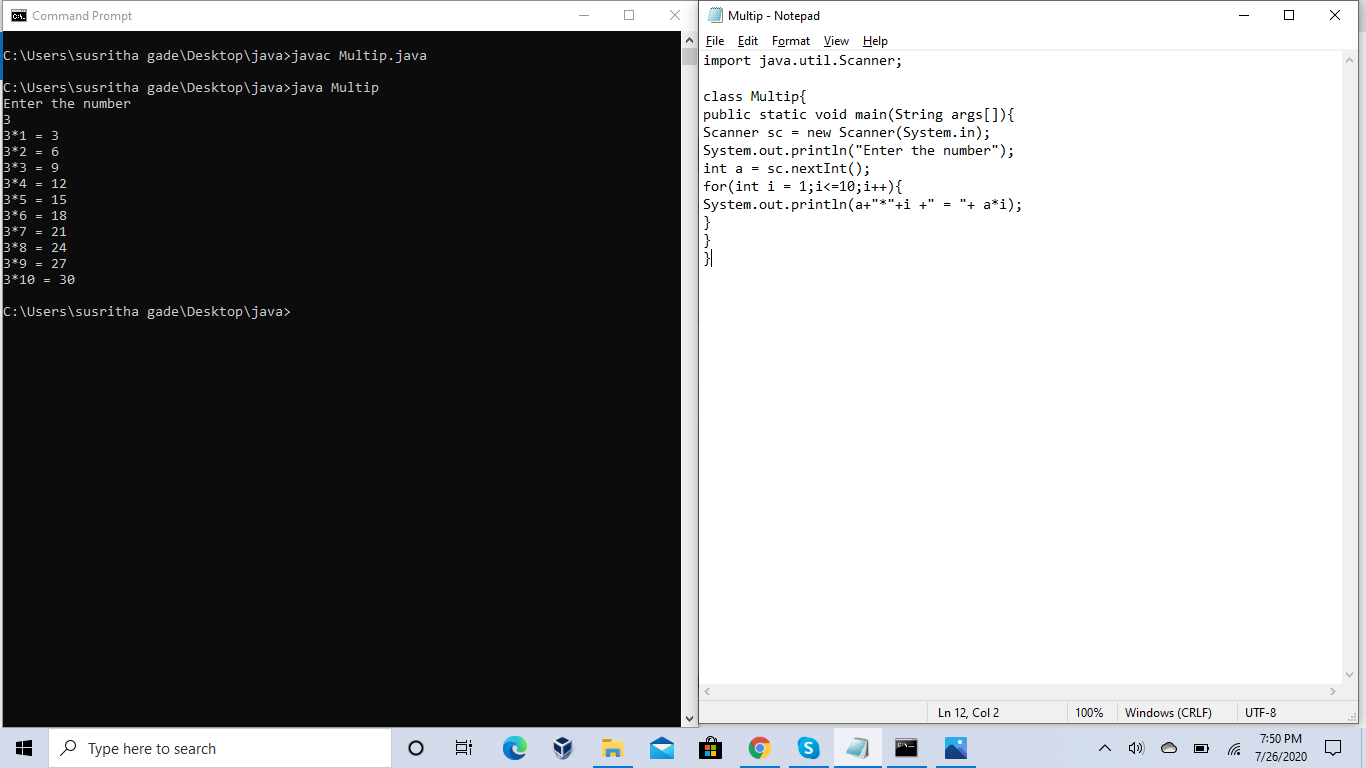 Command Prompt
C:\Users\susritha gade\Desktop\java>javac Multip.java
C:\Users\susritha gade\Desktop\java>java Multip
Enter the number
3
3*1 = 3
3*2 = 6
3*3 = 9
3*4 = 12
3*5 = 15
3*6 = 18
3*7 = 21
3*8 = 24
3*9 = 27
3*10 = 30
C:\Users\susritha gade\Desktop\java>
Multip - Notepad
File Edit Format View Help
import java.util.Scanner;
class Multip{
public static void main(String args[]){
Scanner sc = new Scanner(System.in);
System.out.println("Enter the number");
int a = sc.nextInt();
for(int i = 1;i<=10;i++){
System.out.println(a+"*"+i +" = "+ a*i);
}
}
}
Ln 12, Col 2 100% Windows (CRLF) UTF-8
Type here to search
7:50 PM
7/26/2020